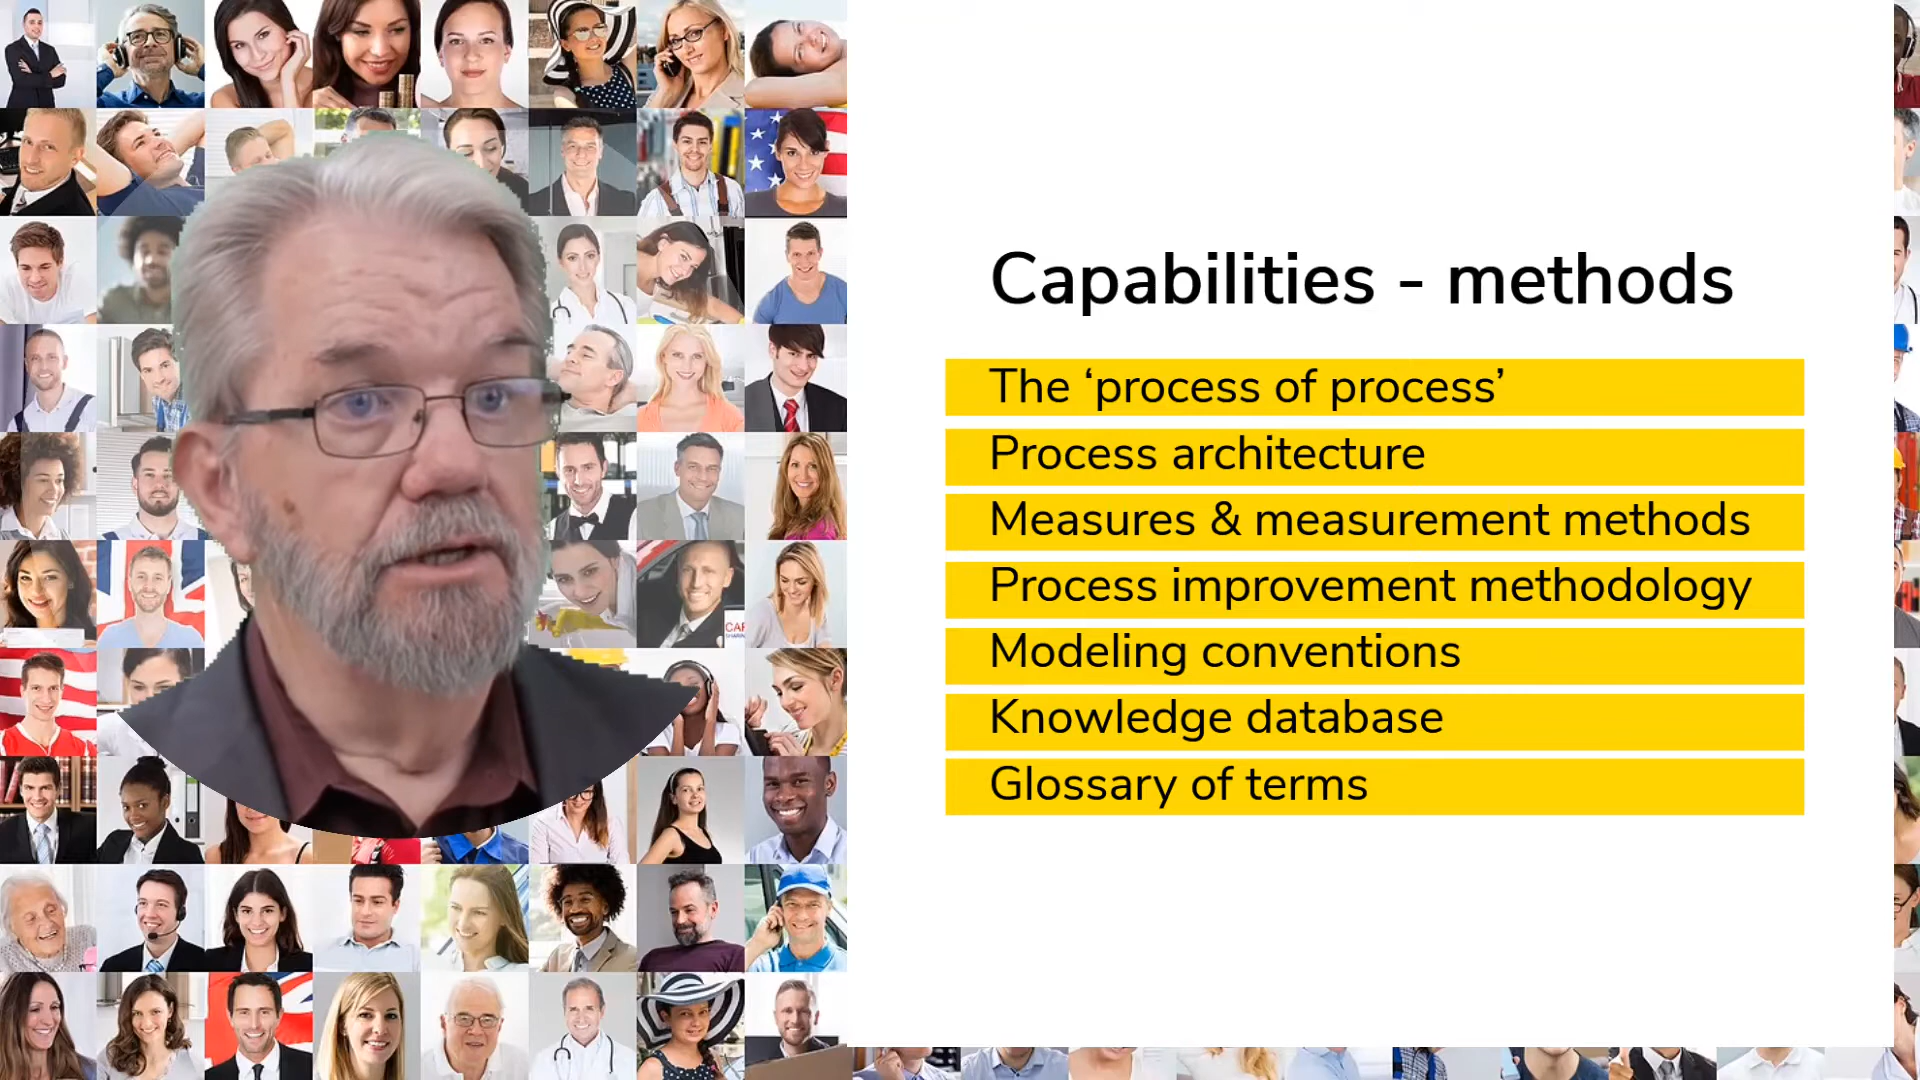 Capabilities - methods
The ‘process of process’
Process architecture
Measures & measurement methods
Process improvement methodology
Modeling conventions
Knowledge database
Glossary of terms
CAR